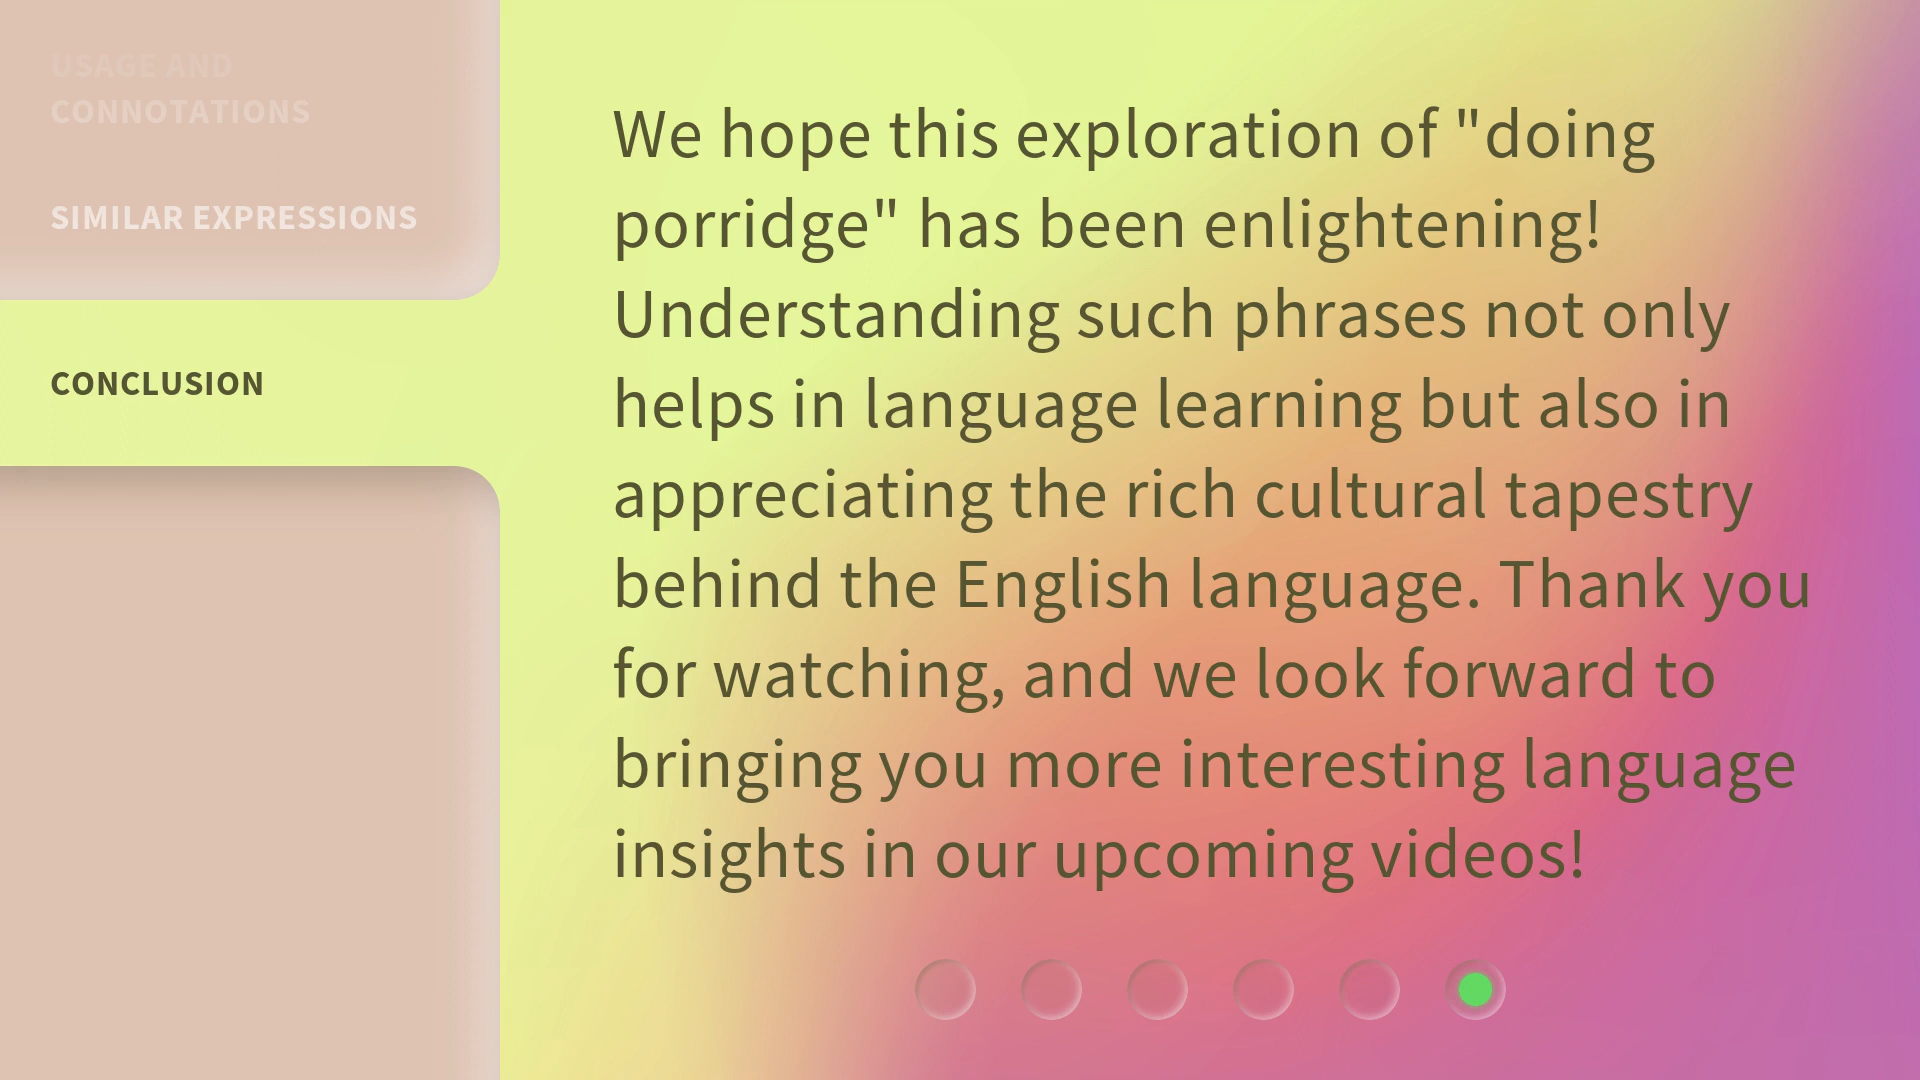 USAGE AND
CONNOTATIONS
SIMILAR EXPRESSIONS
CONCLUSION
We hope this exploration of "doing
porridge" has been enlightening!
Understanding such phrases not only
helps in language learning but also in
appreciating the rich cultural tapestry
behind the English language. Thank you
for watching, and we look forward to
bringing you more interesting language
insights in our upcoming videos!